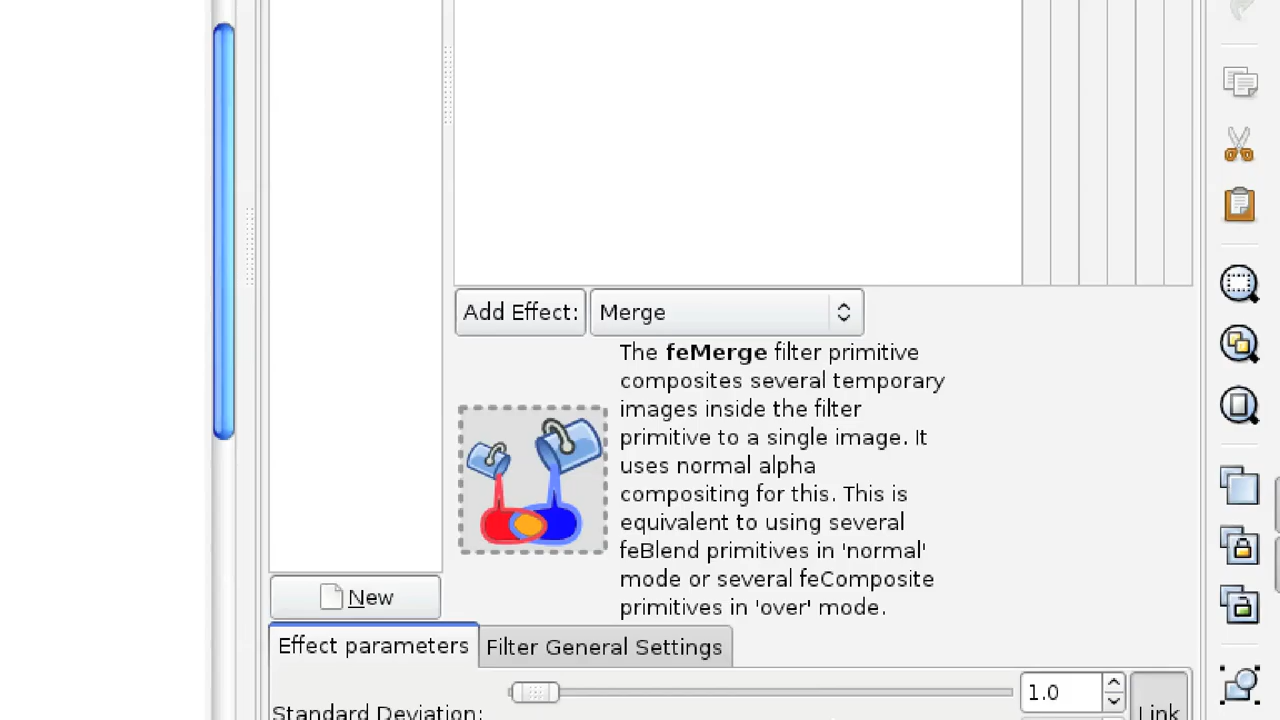 Add Effect: Merge
The feMerge filter primitive
composites several temporary
images inside the filter
primitive to a single image. It
uses normal alpha
compositing for this. This is
equivalent to using several
feBlend primitives in 'normal'
mode or several feComposite
primitives in 'over' mode.
New
Effect parameters Filter General Settings
1.0
Standard Deviation: Link